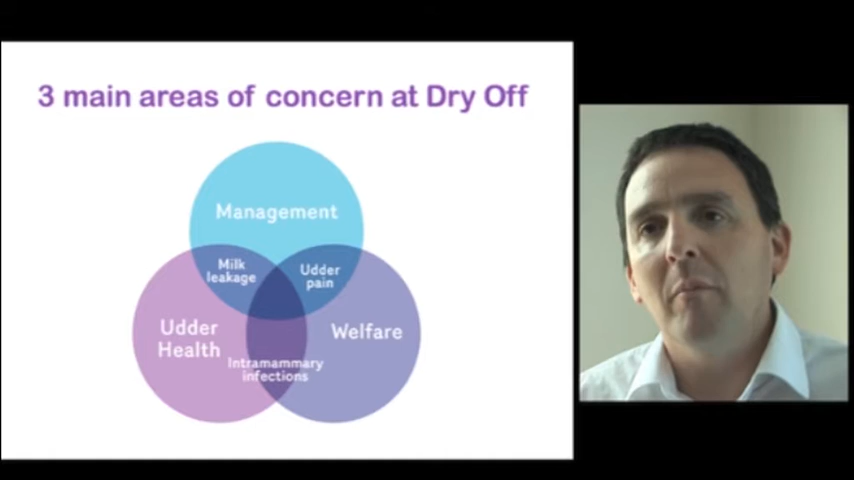 3 main areas of concern at Dry Off
Management
Milk
leakage
Udder
pain
Udder
Health
Welfare
Intramammary
infections